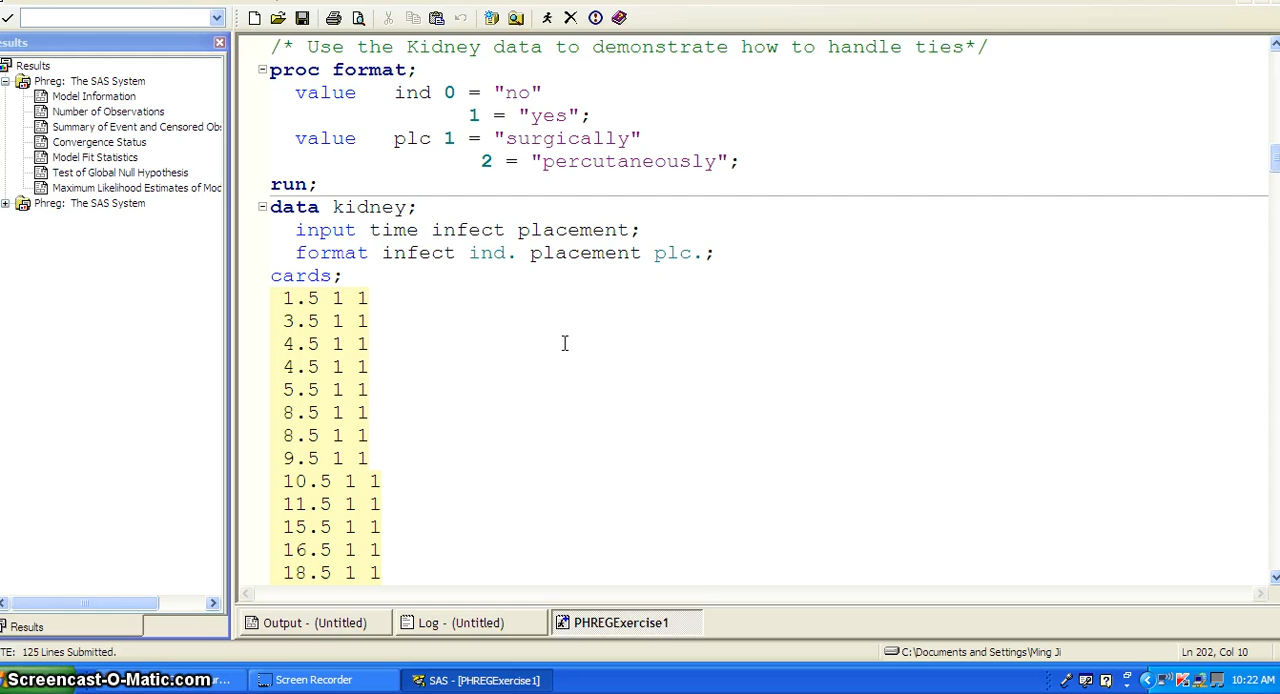 Results
Results
Phreg: The SAS System
Model Information
Number of Observations
Summary of Event and Censored Ob
Convergence Status
Model Fit Statistics
Test of Global Null Hypothesis
Maximum Likelihood Estimates of Moc
Phreg: The SAS System
Results
/* Use the Kidney data to demonstrate how to handle ties*/
proc format;
value ind 0 = "no"
1 = "yes";
value plc 1 = "surgically"
2 = "percutaneously";
run;
data kidney;
input time infect placement;
format infect ind. placement plc.;
cards;
1.5 1 1
3.5 1 1
4.5 1 1
4.5 1 1
5.5 1 1
8.5 1 1
8.5 1 1
9.5 1 1
10.5 1 1
11.5 1 1
15.5 1 1
16.5 1 1
18.5 1 1
Output - (Untitled)
Log - (Untitled)
PHREGExercise1
TE: 125 Lines Submitted.
C:\Documents and Settings\Ming Ji
Ln 202, Col 10
Screencast-O-Matic.com
ur...
Screen Recorder
SAS - [PHREGExercise1]
10:22 AM